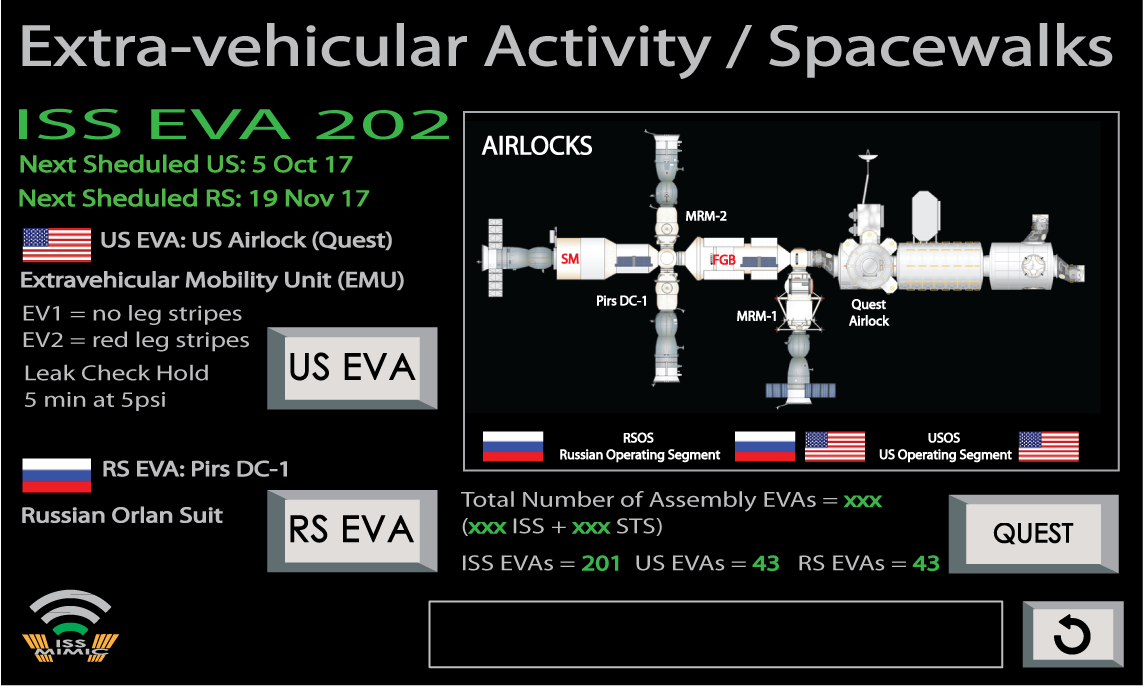 Extra-vehicular Activity / Spacewalks
ISS EVA 202
Next Sheduled US: 5 Oct 17
Next Sheduled RS: 19 Nov 17
US EVA: US Airlock (Quest)
Extravehicular Mobility Unit (EMU)
EV1 = no leg stripes
EV2 = red leg stripes
Leak Check Hold
5 min at 5psi
US EVA
RS EVA: Pirs DC-1
Russian Orlan Suit
RS EVA
AIRLOCKS
MRM-2
SM
FGB
Pirs DC-1
MRM-1
Quest
Airlock
RSOS
Russian Operating Segment
USOS
US Operating Segment
Total Number of Assembly EVAs = xxx
(xxx ISS + xxx STS)
ISS EVAs = 201 US EVAs = 43 RS EVAs = 43
QUEST
ISS
MIMIC